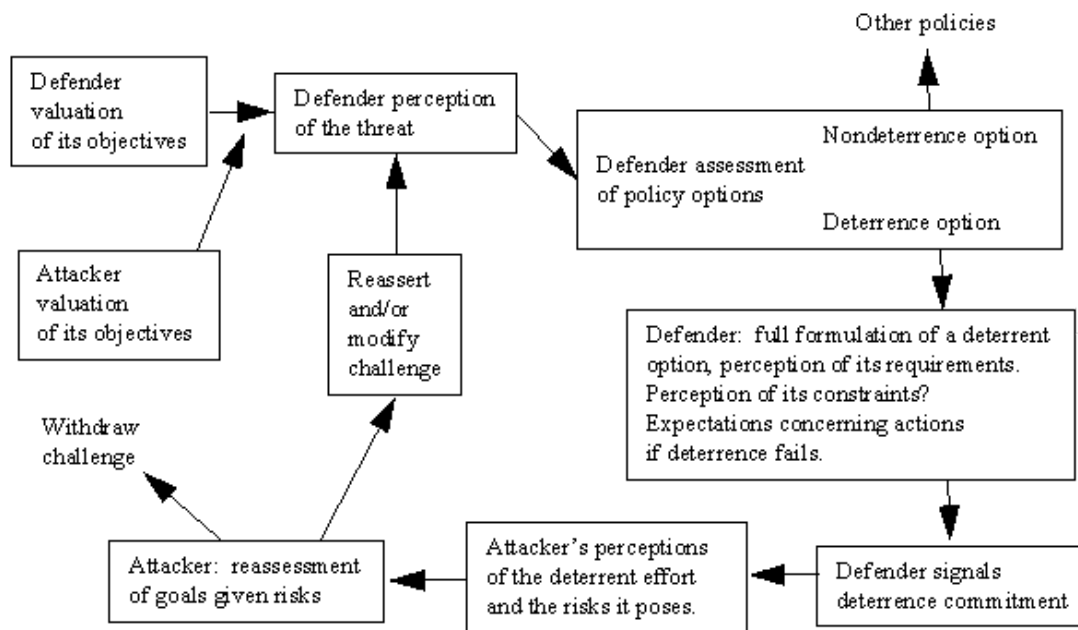 Other policies
Defender
valuation
of its objectives
Defender perception
of the threat
Nondeterrence option
Defender assessment
of policy options
Deterrence option
Attacker
valuation
of its objectives
Reassert
and/or
modify
challenge
Defender:  full formulation of a deterrent
option, perception of its requirements.
Perception of its constraints?
Expectations concerning actions
if deterrence fails.
Withdraw
challenge
Attacker:  reassessment
of goals given risks
Attacker's perceptions
of the deterrent effort
and the risks it poses.
Defender signals
deterrence commitment